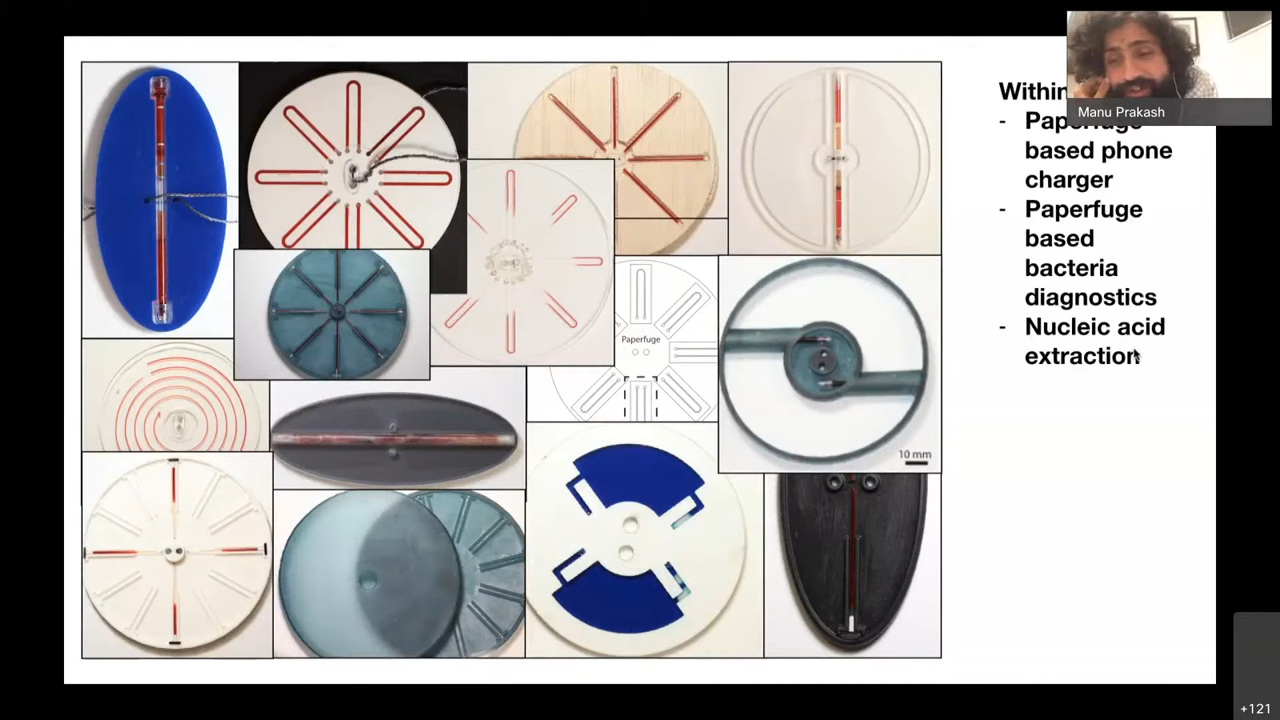 Within
Manu Prakash
- Paperfuge
based phone
charger
- Paperfuge
based
bacteria
diagnostics
- Nucleic acid
extraction
Paperfuge
10 mm
+121